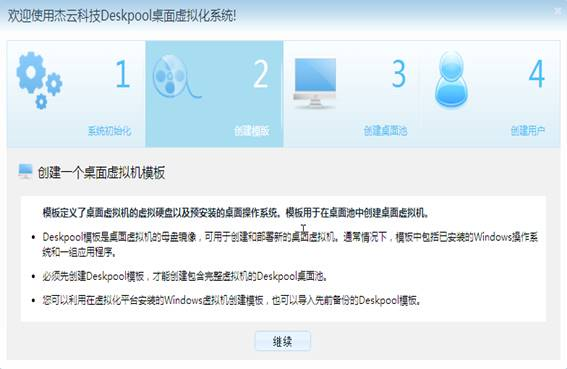 欢迎使用杰云科技Deskpool桌面虚拟化系统!
1
系统初始化
2
创建模版
3
创建桌面池
4
创建用户
创建一个桌面虚拟机模板
模板定义了桌面虚拟机的虚拟硬盘以及预安装的桌面操作系统。模板用于在桌面池中创建桌面虚拟机。
• Deskpool模板是桌面虚拟机的母盘镜像，可用于创建和部署新的桌面虚拟机。通常情况下，模板中包括已安装的Windows操作系
统和一组应用程序。
• 必须先创建Deskpool模板，才能创建包含完整虚拟机的Deskpool桌面池。
• 您可以利用在虚拟化平台安装的Windows虚拟机创建模板，也可以导入先前备份的Deskpool模板。
继续